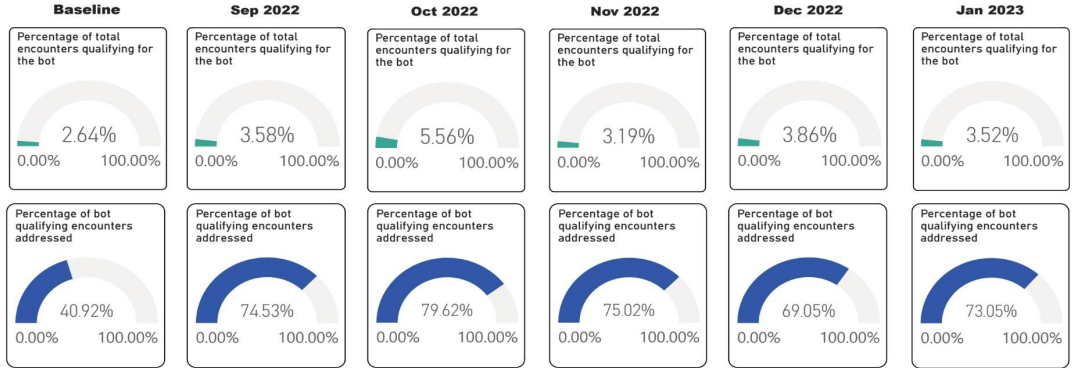 Baseline
Sep 2022
Oct 2022
Nov 2022
Dec 2022
Jan 2023
Percentage of total
encounters qualifying for
the bot
2.64%
0.00% 100.00%
Percentage of total
encounters qualifying for
the bot
3.58%
0.00% 100.00%
Percentage of total
encounters qualifying for
the bot
5.56%
0.00% 100.00%
Percentage of total
encounters qualifying for
the bot
3.19%
0.00% 100.00%
Percentage of total
encounters qualifying for
the bot
3.86%
0.00% 100.00%
Percentage of total
encounters qualifying for
the bot
3.52%
0.00% 100.00%
Percentage of bot
qualifying encounters
addressed
40.92%
0.00% 100.00%
Percentage of bot
qualifying encounters
addressed
74.53%
0.00% 100.00%
Percentage of bot
qualifying encounters
addressed
79.62%
0.00% 100.00%
Percentage of bot
qualifying encounters
addressed
75.02%
0.00% 100.00%
Percentage of bot
qualifying encounters
addressed
69.05%
0.00% 100.00%
Percentage of bot
qualifying encounters
addressed
73.05%
0.00% 100.00%